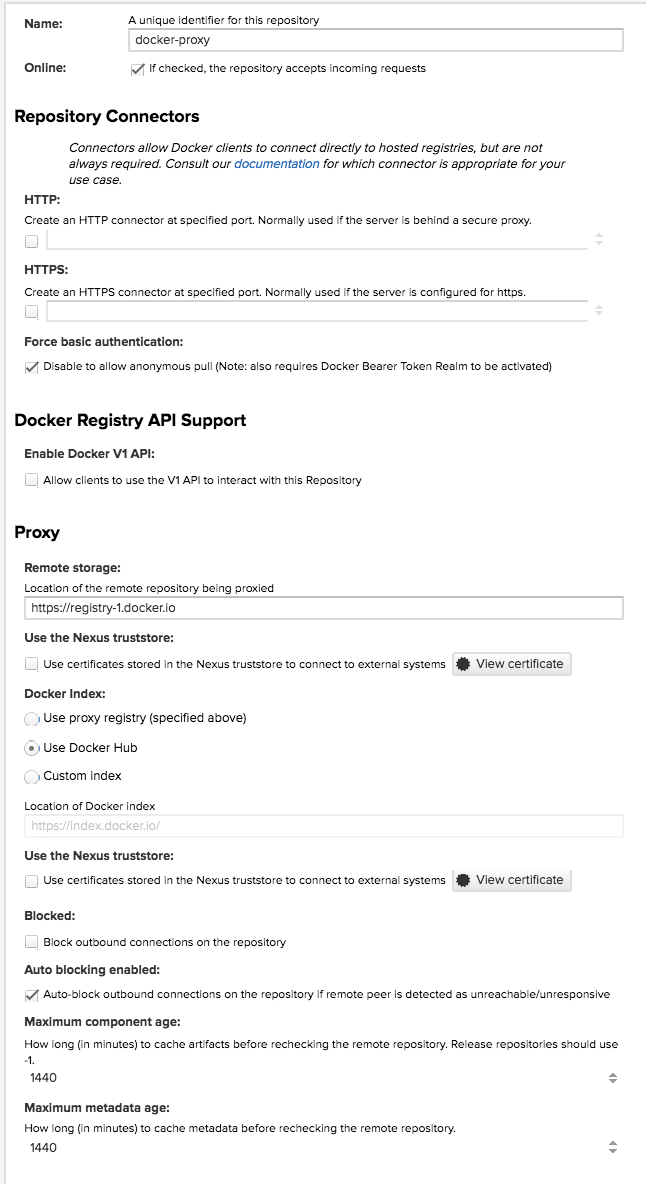 Name:
A unique identifier for this repository
docker-proxy
Online:
If checked, the repository accepts incoming requests
Repository Connectors
Connectors allow Docker clients to connect directly to hosted registries, but are not
always required. Consult our documentation for which connector is appropriate for your
use case.
HTTP:
Create an HTTP connector at specified port. Normally used if the server is behind a secure proxy.
HTTPS:
Create an HTTPS connector at specified port. Normally used if the server is configured for https.
Force basic authentication:
Disable to allow anonymous pull (Note: also requires Docker Bearer Token Realm to be activated)
Docker Registry API Support
Enable Docker V1 API:
Allow clients to use the V1 API to interact with this Repository
Proxy
Remote storage:
Location of the remote repository being proxied
https://registry-1.docker.io
Use the Nexus truststore:
Use certificates stored in the Nexus truststore to connect to external systems View certificate
Docker Index:
Use proxy registry (specified above)
Use Docker Hub
Custom index
Location of Docker index
https://index.docker.io/
Use the Nexus truststore:
Use certificates stored in the Nexus truststore to connect to external systems View certificate
Blocked:
Block outbound connections on the repository
Auto blocking enabled:
Auto-block outbound connections on the repository if remote peer is detected as unreachable/unresponsive
Maximum component age:
How long (in minutes) to cache artifacts before rechecking the remote repository. Release repositories should use
-1.
1440
Maximum metadata age:
How long (in minutes) to cache metadata before rechecking the remote repository.
1440